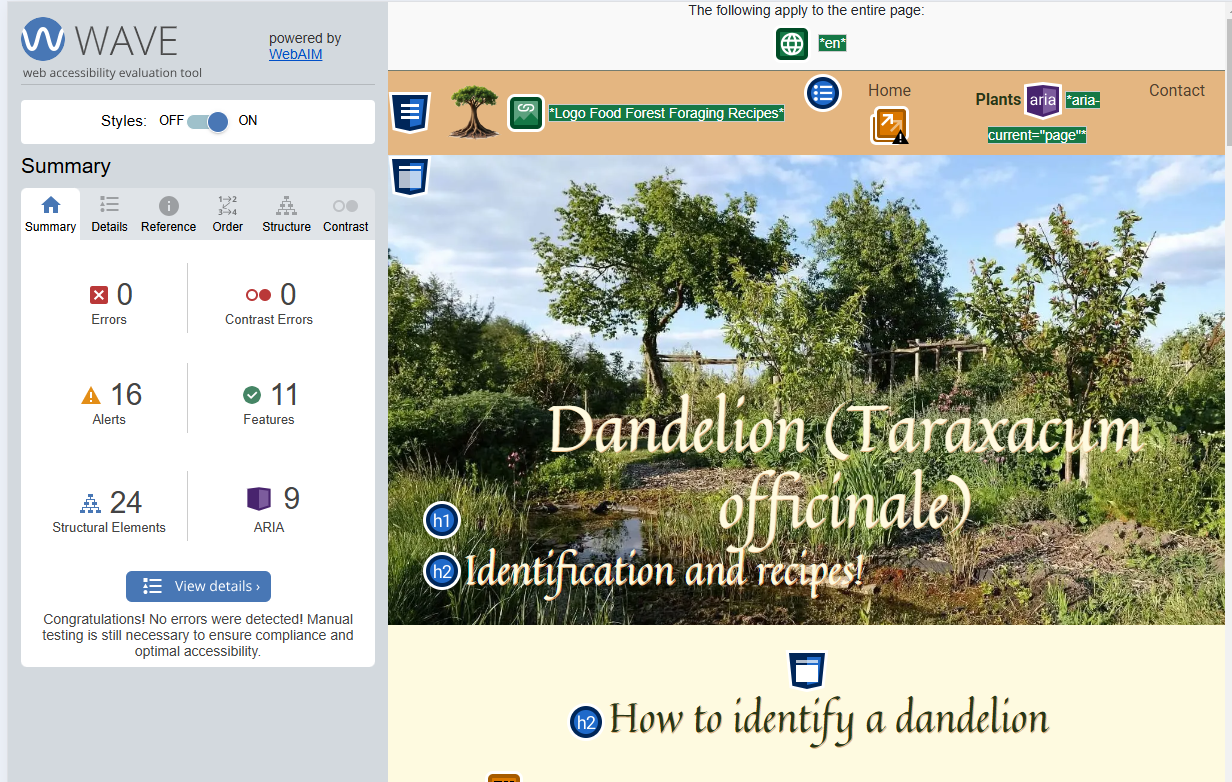 WAVE
powered by
WebAIM
web accessibility evaluation tool
Styles: OFF ON
Summary
Summary Details Reference Order Structure Contrast
0
Errors
0
Contrast Errors
16
Alerts
11
Features
24
Structural Elements
9
ARIA
View details ›
Congratulations! No errors were detected! Manual
testing is still necessary to ensure compliance and
optimal accessibility.
The following apply to the entire page:
*en*
*Logo Food Forest Foraging Recipes*
Home
Plants aria *aria-
current="page"*
Contact
Dandelion (Taraxacum
officinale)
h1
h2 Identification and recipes!
h2 How to identify a dandelion